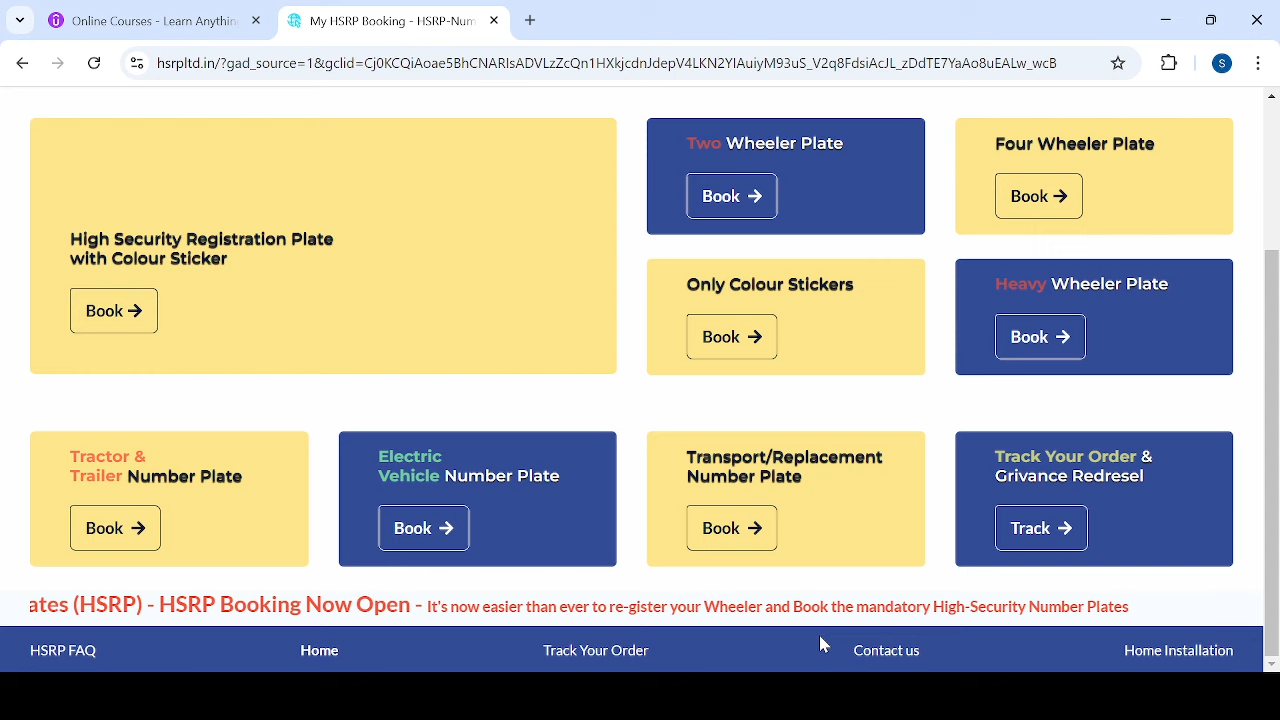 Online Courses - Learn Anythin
My HSRP Booking - HSRP-Num
hsrpltd.in/?gad_source=1&gclid=Cj0KCQiAoae5BhCNARIsADVLzZcQn1HXkjcdnJdepV4LKN2YIAuiyM93uS_V2q8FdsiAcJL_zDdTE7YaAo8uEALw_wcB
S
High Security Registration Plate
with Colour Sticker
Book →
Two Wheeler Plate
Book →
Four Wheeler Plate
Book →
Only Colour Stickers
Book →
Heavy Wheeler Plate
Book →
Tractor &
Trailer Number Plate
Book →
Electric
Vehicle Number Plate
Book →
Transport/Replacement
Number Plate
Book →
Track Your Order &
Grivance Redresel
Track →
ates (HSRP) - HSRP Booking Now Open - It's now easier than ever to re-gister your Wheeler and Book the mandatory High-Security Number Plates
HSRP FAQ Home Track Your Order Contact us Home Installation